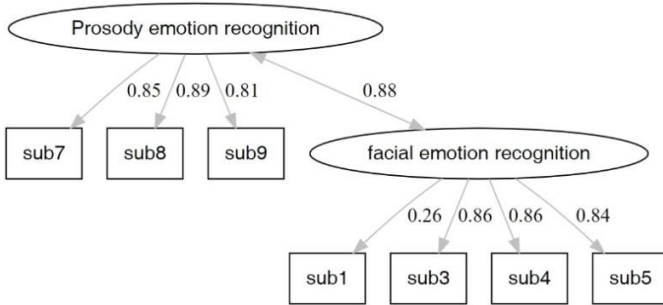 Prosody emotion recognition
0.85 0.89 0.81 0.88
sub7 sub8 sub9
facial emotion recognition
0.26 0.86 0.86 0.84
sub1 sub3 sub4 sub5